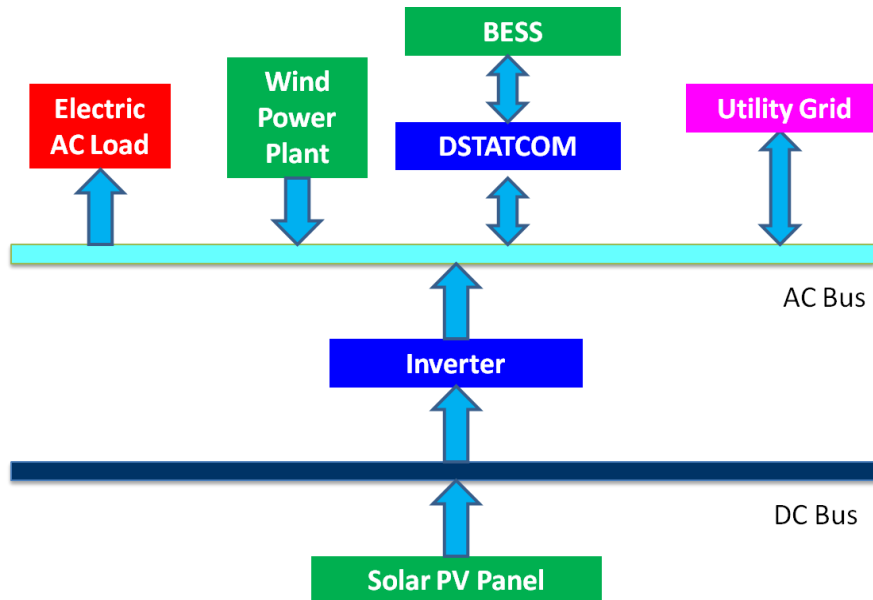 BESS
Electric
AC Load
Wind
Power
Plant
DSTATCOM
Utility Grid
AC Bus
Inverter
DC Bus
Solar PV Panel